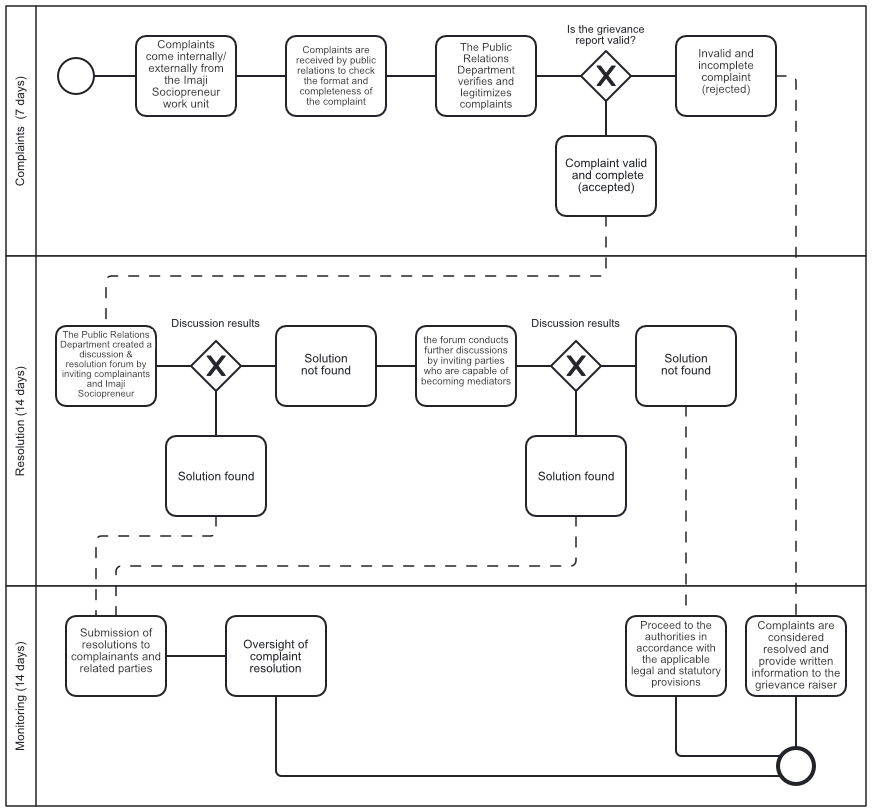 Complaints (7 days)
Complaints
come internally/
externally from
the Imaji
Sociopreneur
work unit
Complaints are
received by public
relations to check
the format and
completeness of
the complaint
The Public
Relations
Department
verifies and
legitimizes
complaints
Is the grievance
report valid?
X
Invalid and
incomplete
complaint
(rejected)
Complaint valid
and complete
(accepted)
Resolution (14 days)
The Public Relations
Department created a
discussion &
resolution forum by
inviting complainants
and Imaji
Sociopreneur
Discussion results
X
Solution
not found
the forum conducts
further discussions
by inviting parties
who are capable of
becoming mediators
Discussion results
X
Solution
not found
Solution found
Solution found
Monitoring (14 days)
Submission of
resolutions to
complainants and
related parties
Oversight of
complaint
resolution
Proceed to the
authorities in
accordance with
the applicable
legal and statutory
provisions
Complaints are
considered
resolved and
provide written
information to the
grievance raiser